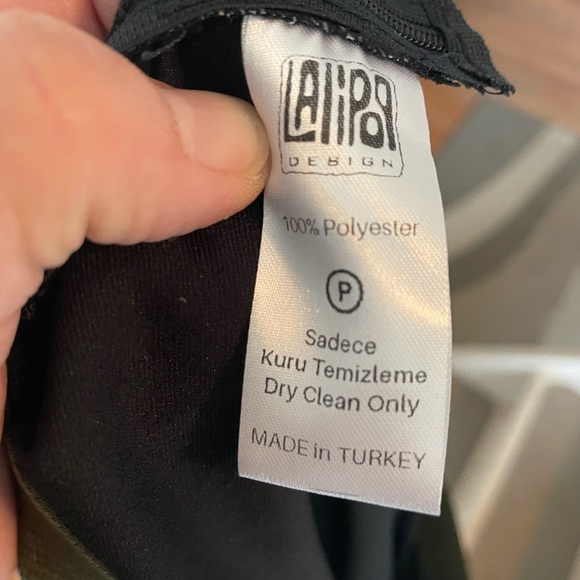 LALIPOP
DESIGN
100% Polyester
P
Sadece
Kuru Temizleme
Dry Clean Only
MADE in TURKEY